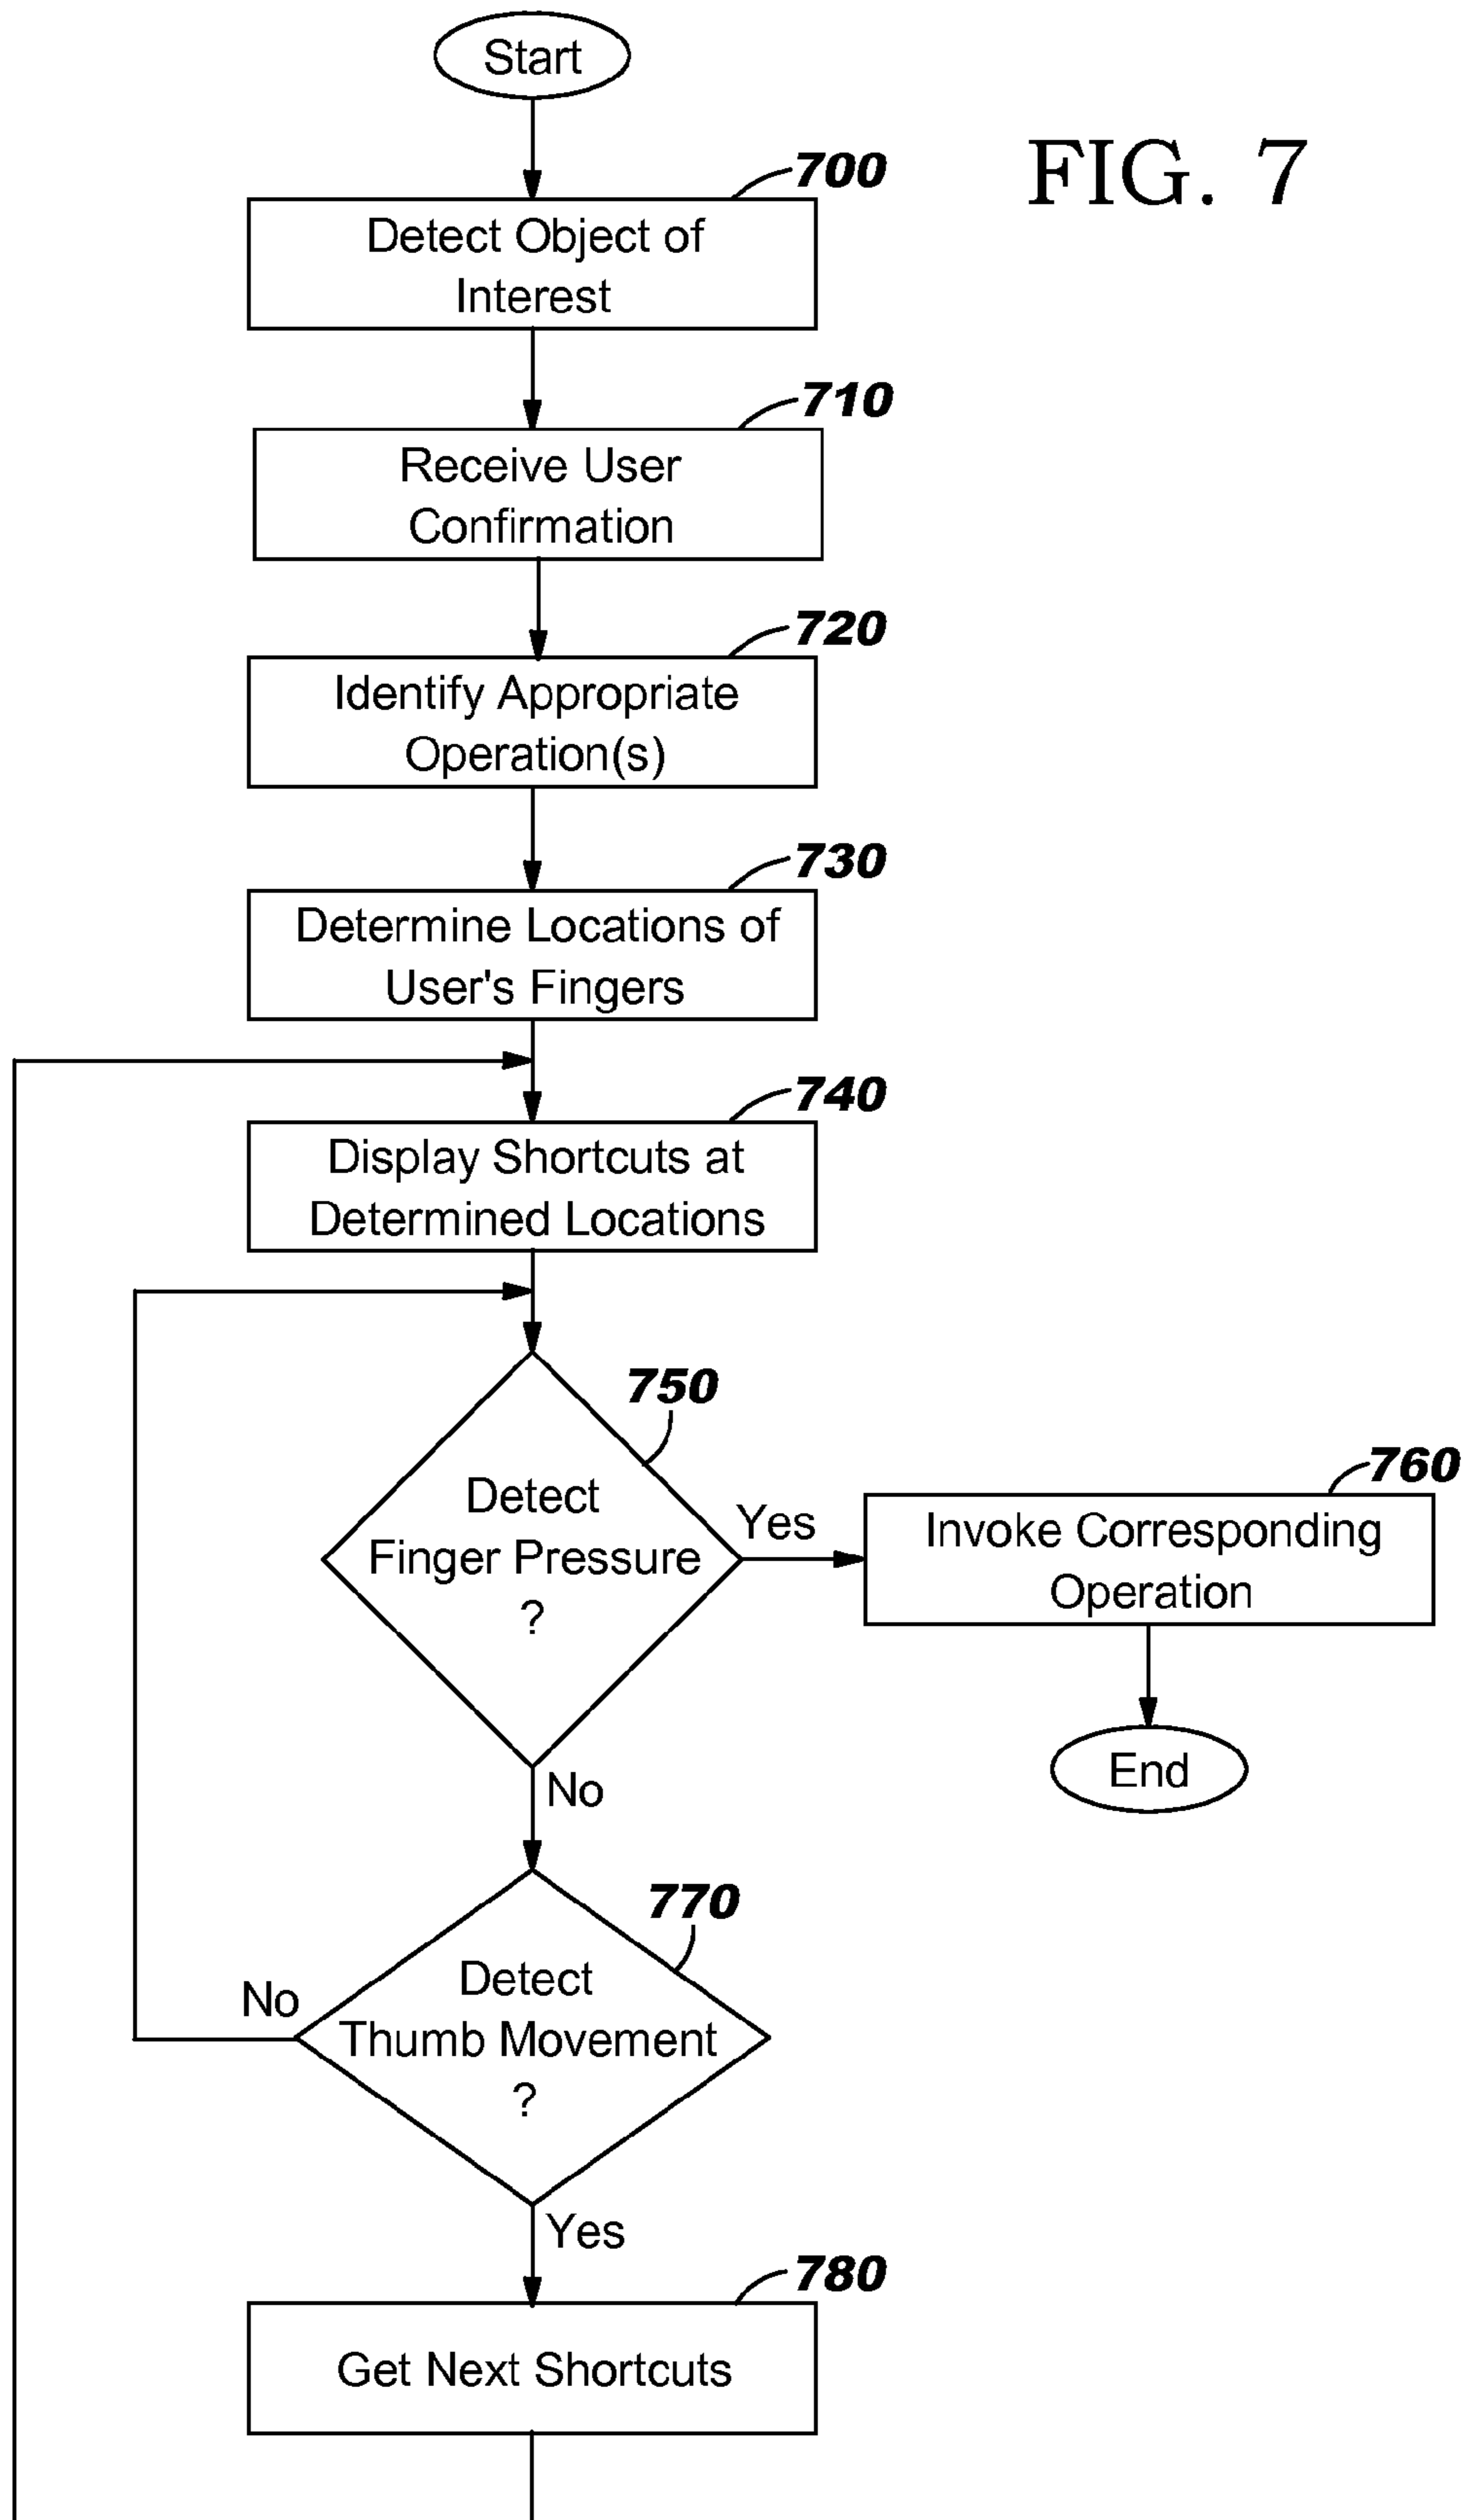 Start
FIG. 7
700
Detect Object of
Interest
710
Receive User
Confirmation
720
Identify Appropriate
Operation(s)
730
Determine Locations of
User's Fingers
740
Display Shortcuts at
Determined Locations
750
Detect
Finger Pressure
?
Yes
760
Invoke Corresponding
Operation
End
No
770
Detect
Thumb Movement
?
No
Yes
780
Get Next Shortcuts